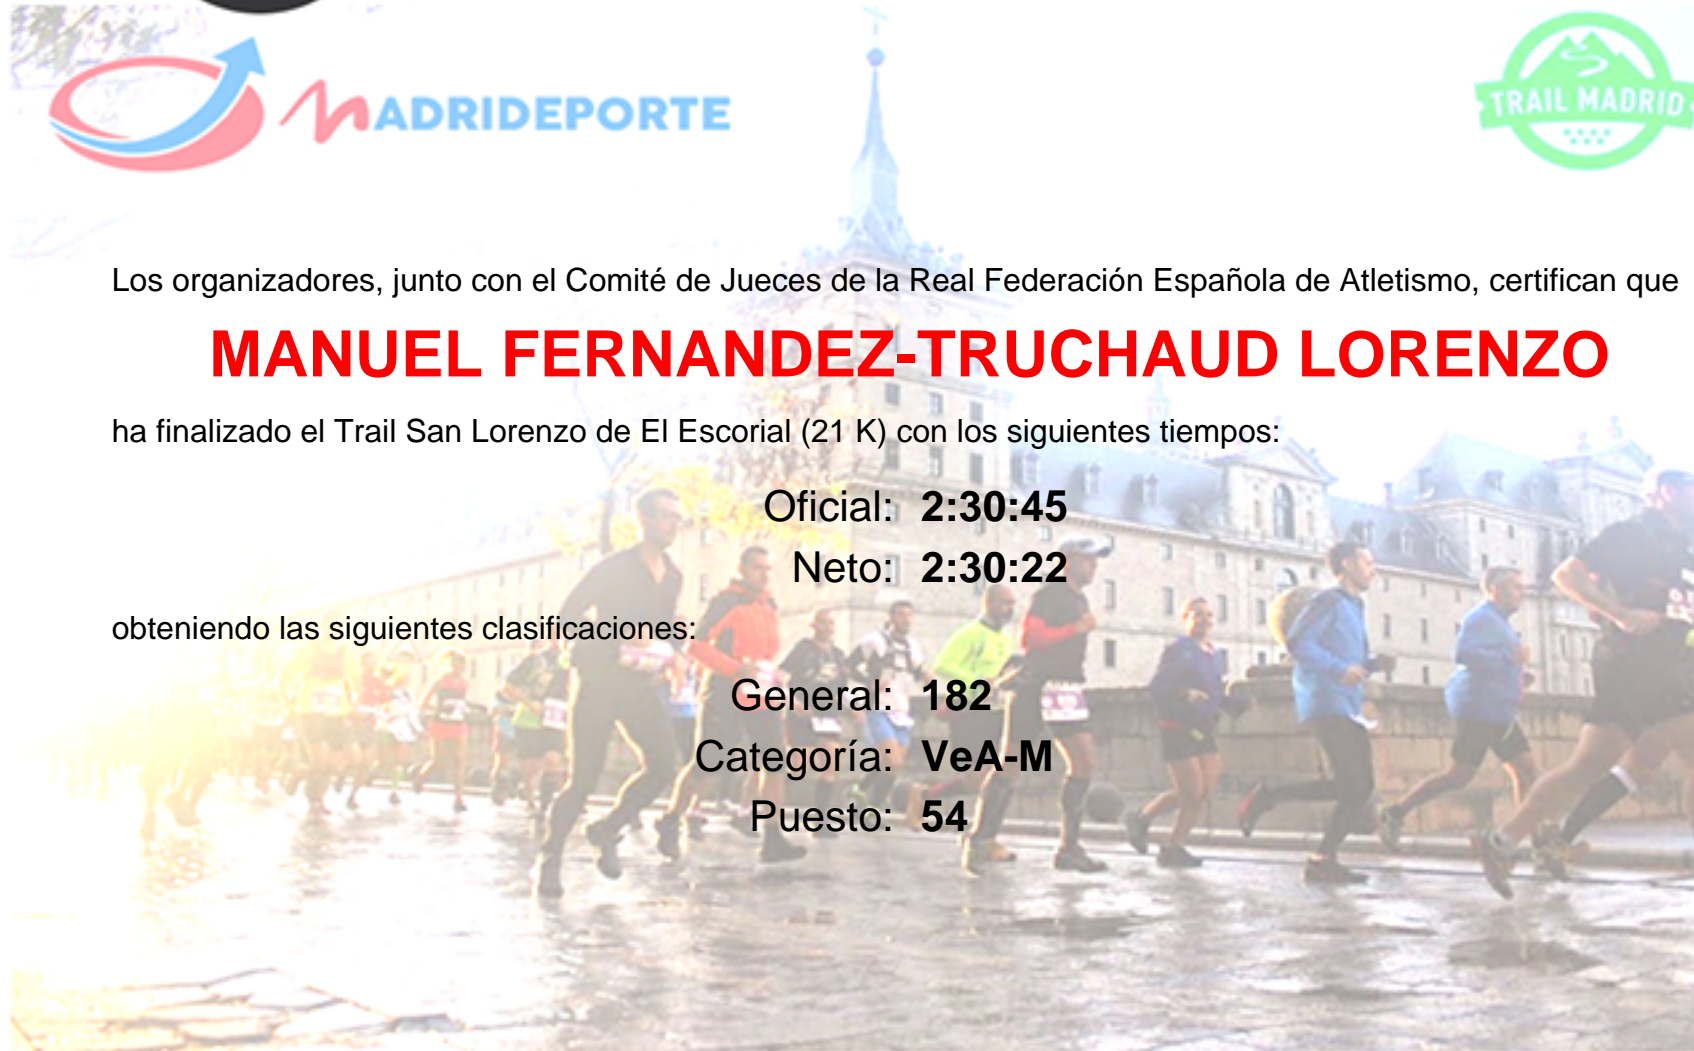 MADRIDEPORTE
TRAIL MADRID
Los organizadores, junto con el Comité de Jueces de la Real Federación Española de Atletismo, certifican que
MANUEL FERNANDEZ-TRUCHAUD LORENZO
ha finalizado el Trail San Lorenzo de El Escorial (21 K) con los siguientes tiempos:
Oficial: 2:30:45
Neto: 2:30:22
obteniendo las siguientes clasificaciones:
General: 182
Categoría: VeA-M
Puesto: 54